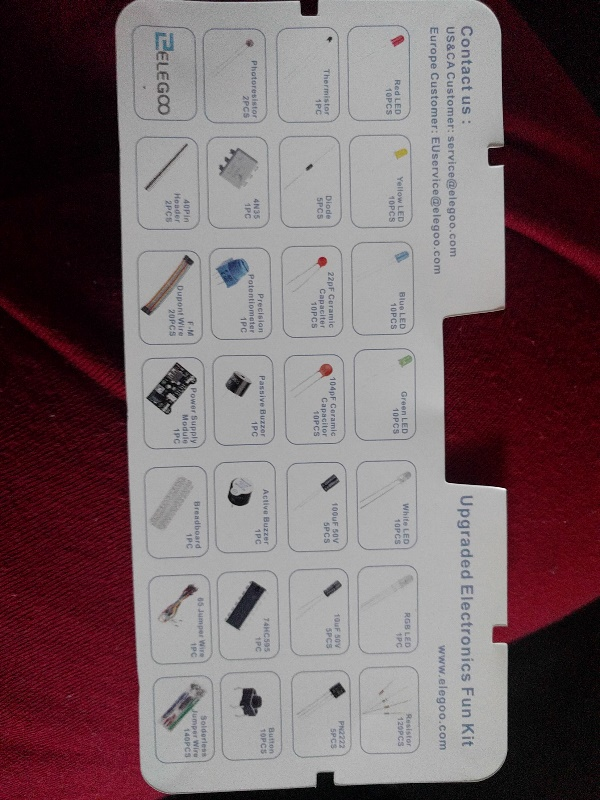 Contact us :
US&CA Customer: service@elegoo.com
Europe Customer: EUservice@elegoo.com
Upgraded Electronics Fun Kit
www.elegoo.com
Red LED
10PCS
Yellow LED
10PCS
Blue LED
10PCS
Green LED
10PCS
White LED
10PCS
RGB LED
1PC
Resistor
120PCS
Thermistor
1PC
Diode
5PCS
22pF Ceramic
Capacitor
10PCS
104pF Ceramic
Capacitor
10PCS
100uF 50V
5PCS
10uF 50V
5PCS
PN2222
5PCS
Photoresistor
2PCS
4N35
1PC
Precision
Potentiometer
1PC
Passive Buzzer
1PC
Active Buzzer
1PC
74HC595
1PC
Button
10PCS
ELEGOO
40Pin
Header
2PCS
F-M
Dupont Wire
20PCS
Power Supply
Module
1PC
Breadboard
1PC
65 Jumper Wire
1PC
Solderless
Jumper Wire
140PCS